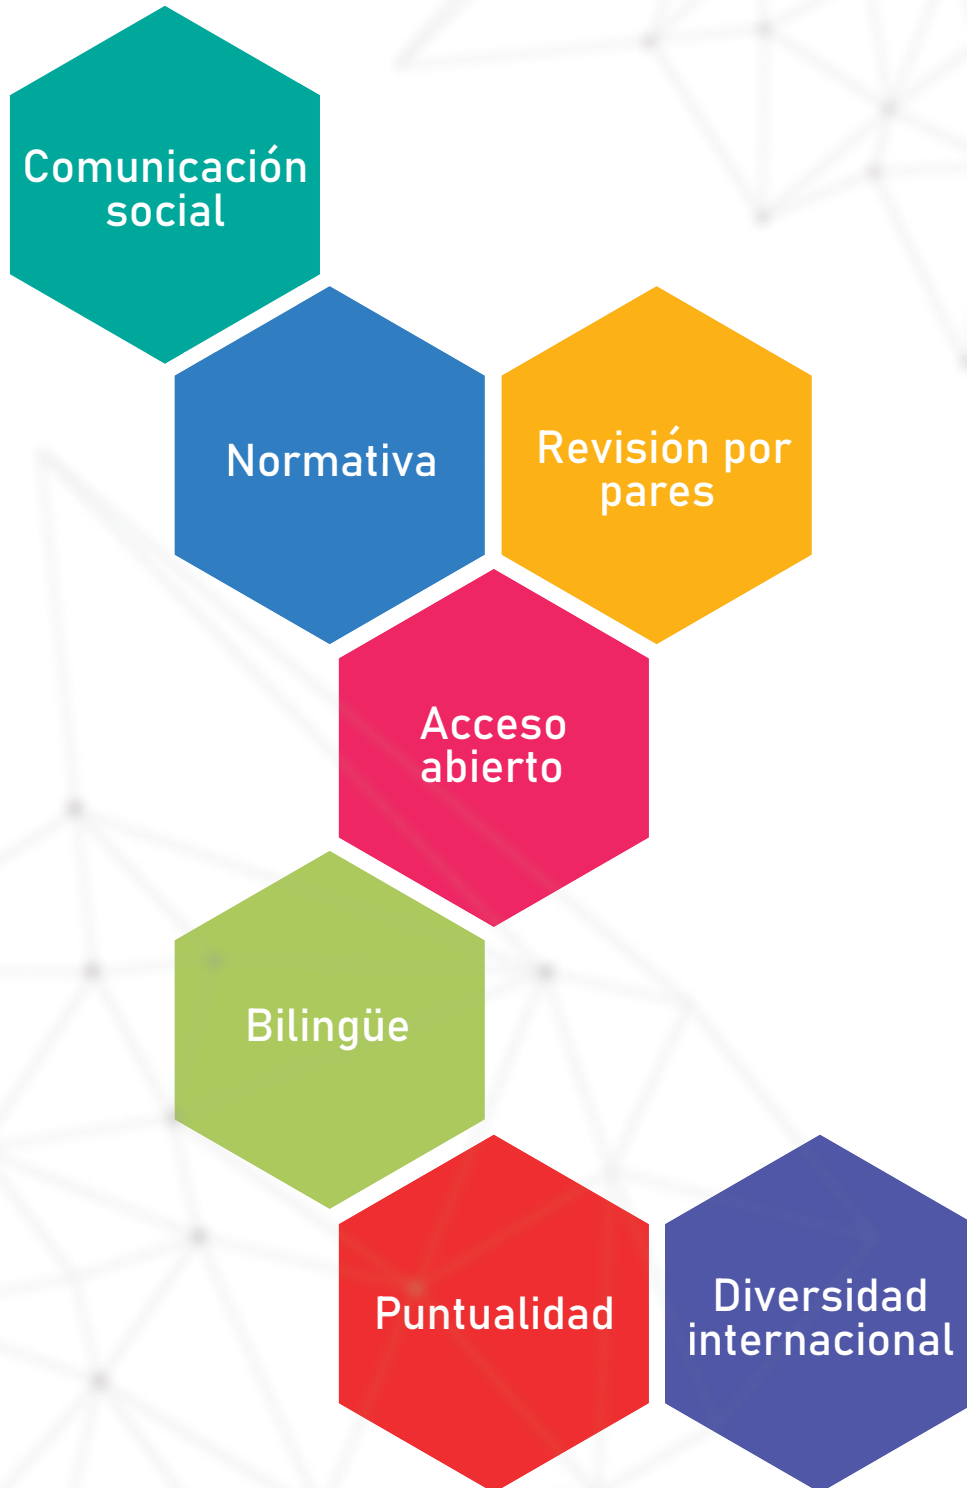 Comunicación
social
Normativa
Revisión por
pares
Acceso
abierto
Bilingüe
Puntualidad
Diversidad
internacional